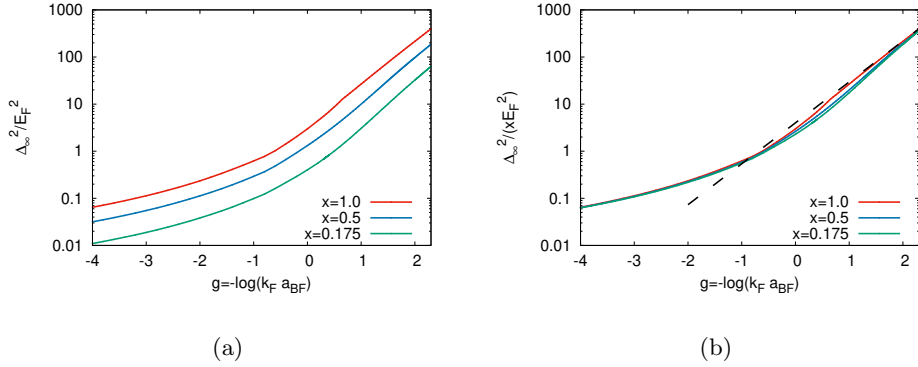 1000
100
10
1
0.1
0.01
-4 -3 -2 -1 0 1 2
Δ∞²/E_F²
g=-log(k_F a_BF)
x=1.0
x=0.5
x=0.175
(a)
1000
100
10
1
0.1
0.01
-4 -3 -2 -1 0 1 2
Δ∞²/(xE_F²)
g=-log(k_F a_BF)
x=1.0
x=0.5
x=0.175
(b)